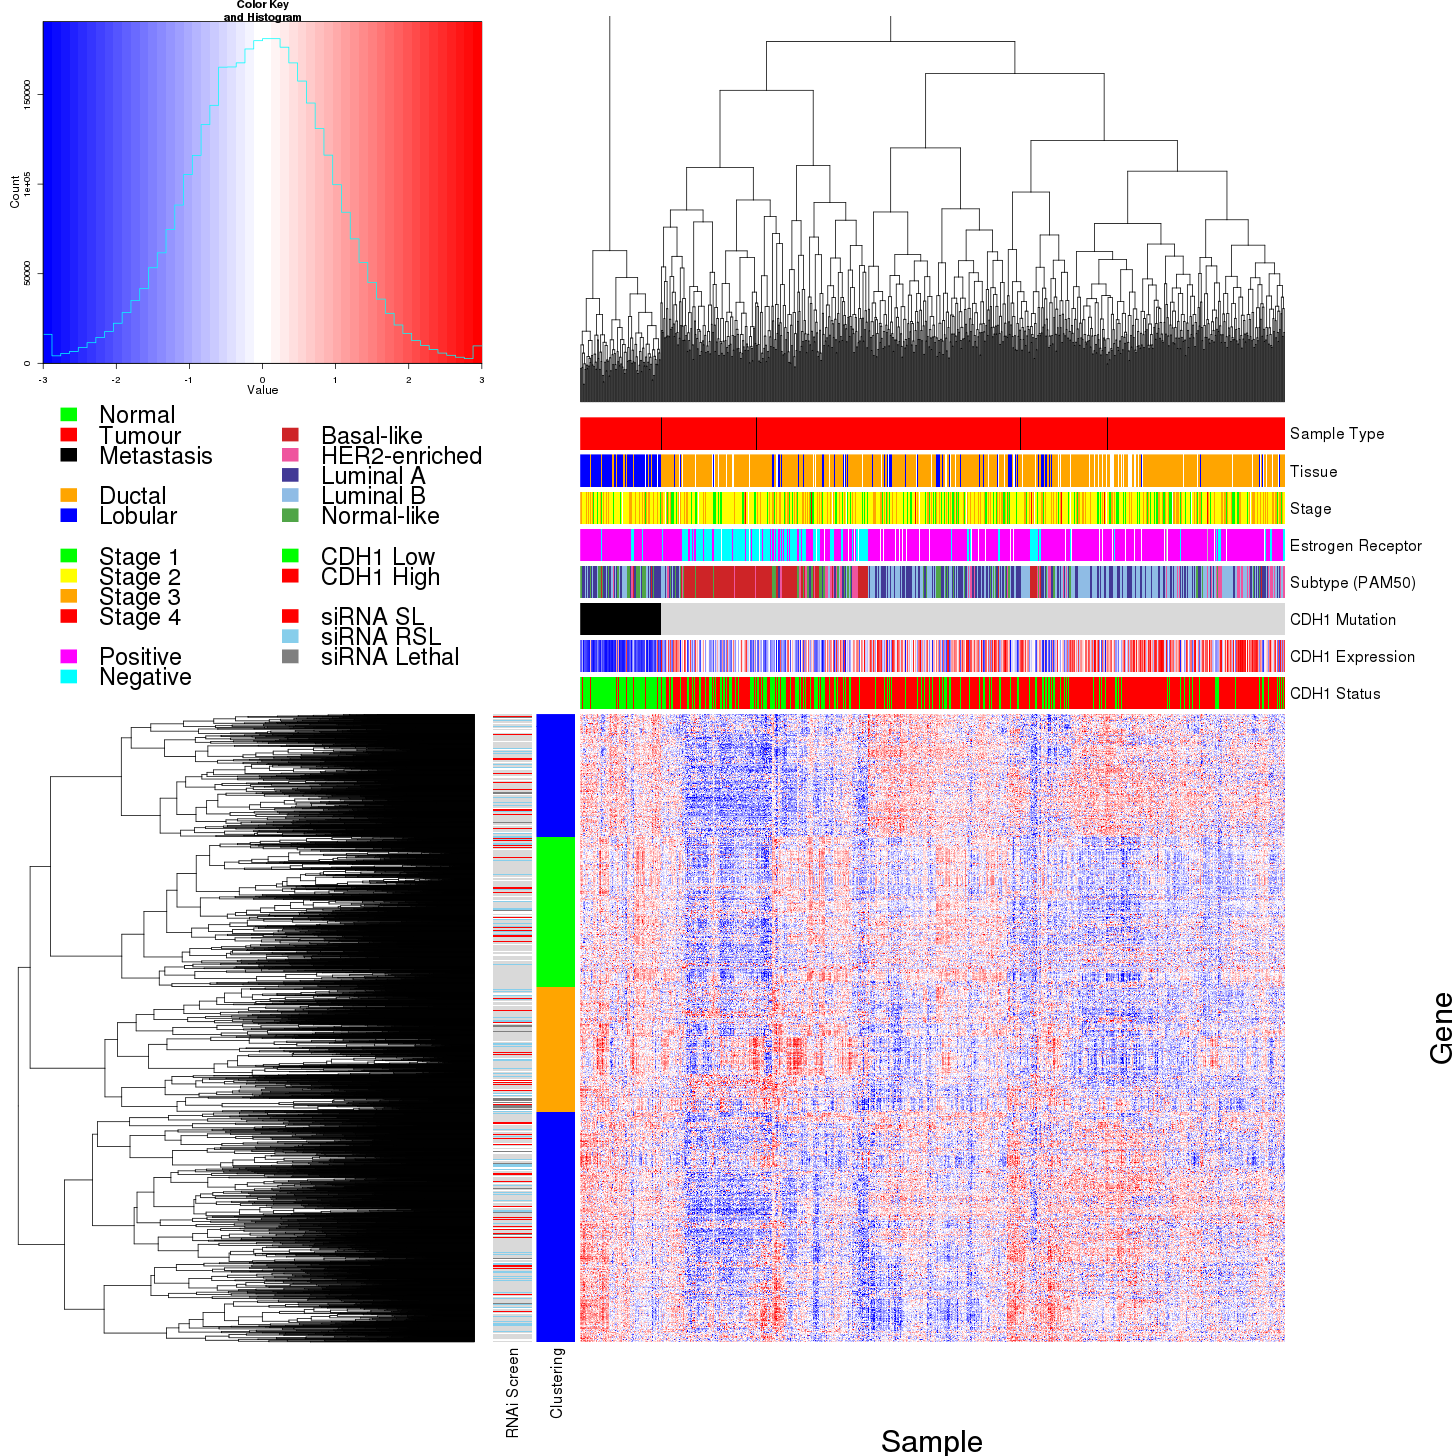 Color Key
and Histogram
Count
0
50000
1e+05
150000
-3
-2
-1
0
1
2
3
Value
Normal
Tumour
Metastasis
Ductal
Lobular
Stage 1
Stage 2
Stage 3
Stage 4
Positive
Negative
Basal-like
HER2-enriched
Luminal A
Luminal B
Normal-like
CDH1 Low
CDH1 High
siRNA SL
siRNA RSL
siRNA Lethal
Sample Type
Tissue
Stage
Estrogen Receptor
Subtype (PAM50)
CDH1 Mutation
CDH1 Expression
CDH1 Status
Gene
RNAi Screen
Clustering
Sample